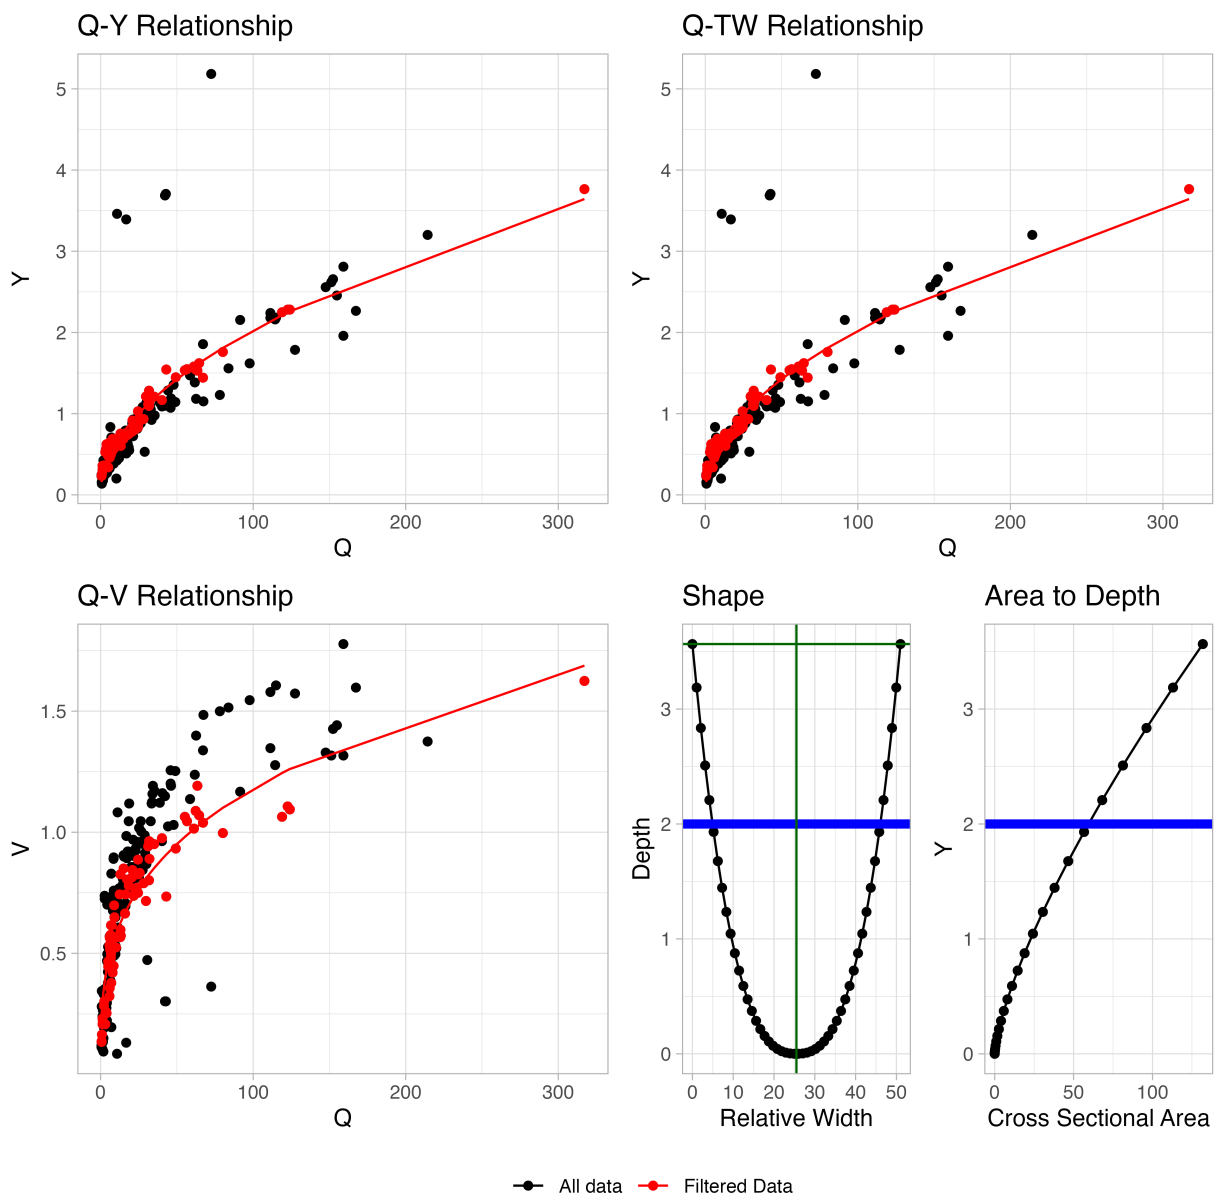 Q-Y Relationship
Y
5
4
3
2
1
0
0 100 200 300
Q
Q-TW Relationship
Y
5
4
3
2
1
0
0 100 200 300
Q
Q-V Relationship
V
1.5
1.0
0.5
0 100 200 300
Q
Shape
Depth
3
2
1
0
0 10 20 30 40 50
Relative Width
Area to Depth
Y
3
2
1
0
0 50 100
Cross Sectional Area
All data Filtered Data